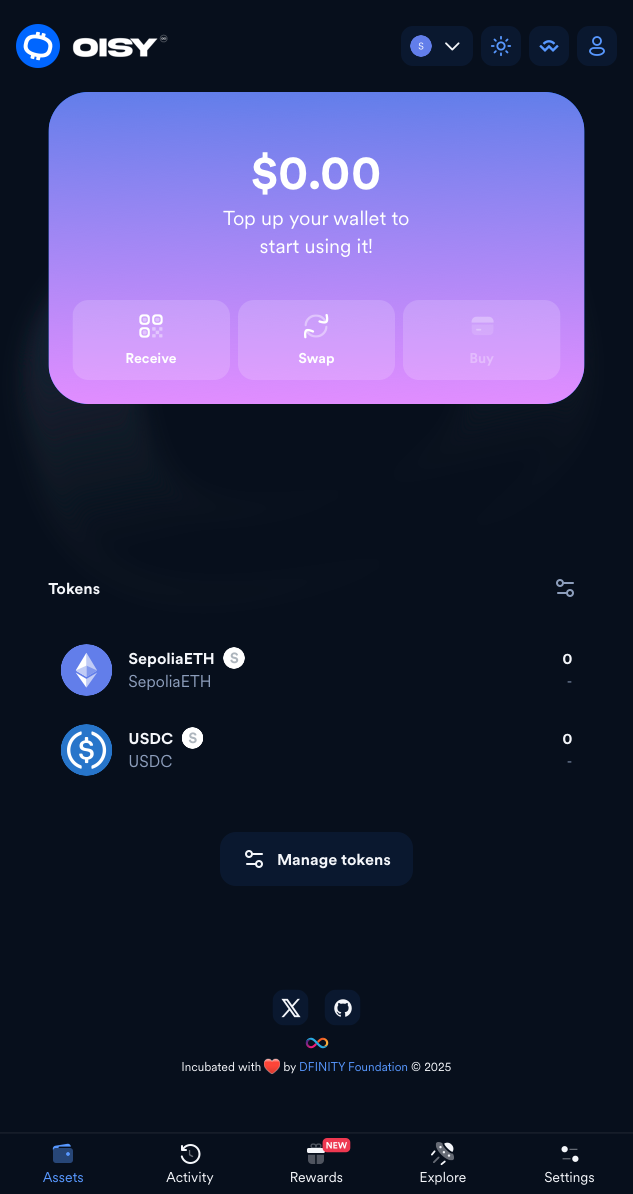 OISY
S
$0.00
Top up your wallet to
start using it!
Receive
Swap
Buy
Tokens
SepoliaETH S
0
SepoliaETH
-
USDC S
0
USDC
-
Manage tokens
Incubated with ❤️ by DFINITY Foundation © 2025
NEW
Assets
Activity
Rewards
Explore
Settings